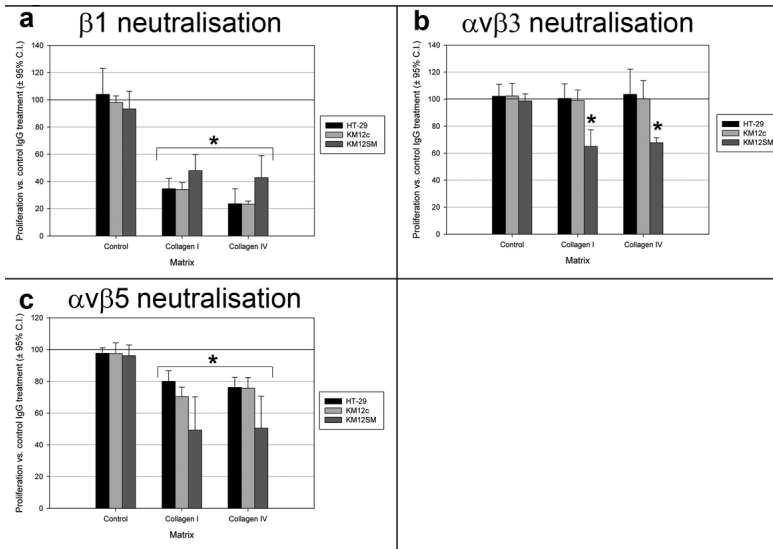 a
β1 neutralisation
Proliferation vs. control IgG treatment (± 95% C.I.)
140
120
100
80
60
40
20
0
*
HT-29
KM12c
KM12SM
Control
Collagen I
Collagen IV
Matrix
b
αvβ3 neutralisation
Proliferation vs. control IgG treatment (± 95% C.I.)
140
120
100
80
60
40
20
0
*
*
HT-29
KM12c
KM12SM
Control
Collagen I
Collagen IV
Matrix
c
αvβ5 neutralisation
Proliferation vs. control IgG treatment (± 95% C.I.)
120
100
80
60
40
20
0
*
HT-29
KM12c
KM12SM
Control
Collagen I
Collagen IV
Matrix